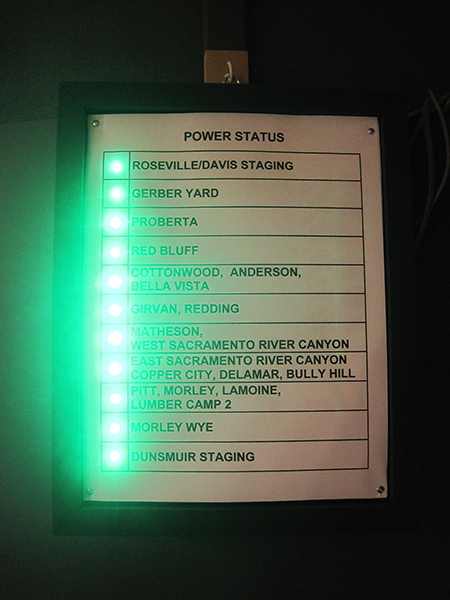 POWER STATUS
ROSEVILLE/DAVIS STAGING
GERBER YARD
PROBERTA
RED BLUFF
COTTONWOOD, ANDERSON,
BELLA VISTA
GIRVAN, REDDING
MATHESON,
WEST SACRAMENTO RIVER CANYON
EAST SACRAMENTO RIVER CANYON
COPPER CITY, DELAMAR, BULLY HILL
PITT, MORLEY, LAMOINE,
LUMBER CAMP 2
MORLEY WYE
DUNSMUIR STAGING